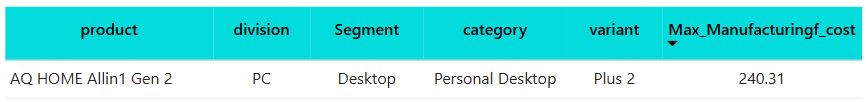 product division Segment category variant Max_Manufacturingf_cost
AQ HOME Allin1 Gen 2 PC Desktop Personal Desktop Plus 2 240.31